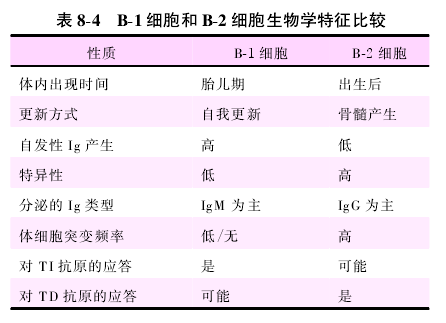 表 8-4 B-1 细胞和 B-2 细胞生物学特征比较
性质 B-1 细胞 B-2 细胞
体内出现时间 胎儿期 出生后
更新方式 自我更新 骨髓产生
自发性 Ig 产生 高 低
特异性 低 高
分泌的 Ig 类型 IgM 为主 IgG 为主
体细胞突变频率 低/无 高
对 TI 抗原的应答 是 可能
对 TD 抗原的应答 可能 是